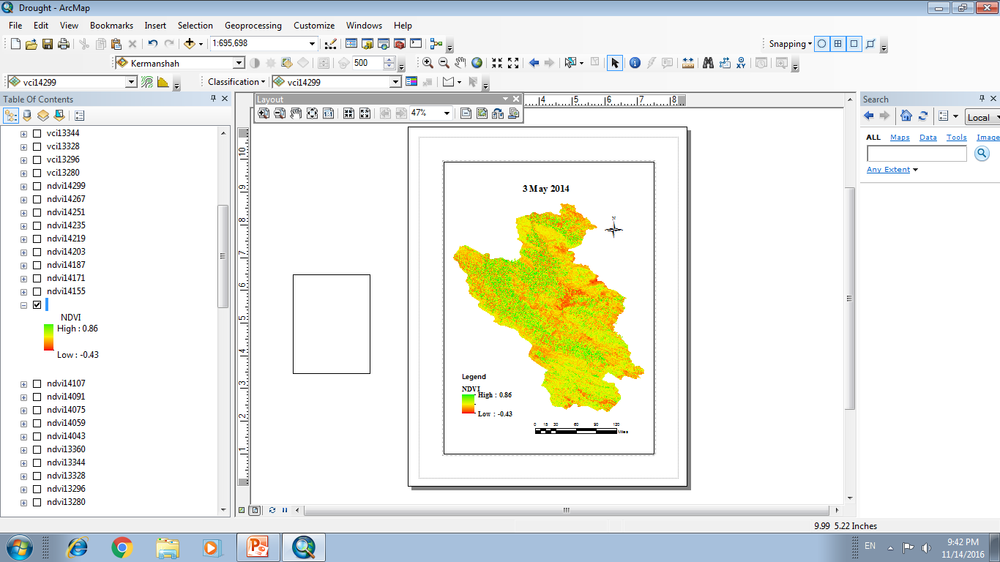 Drought - ArcMap
File Edit View Bookmarks Insert Selection Geoprocessing Customize Windows Help
1:695,698
Snapping
Kermanshah
500
vci14299
Classification
vci14299
Table Of Contents
vci13344
vci13328
vci13296
vci13280
ndvi14299
ndvi14267
ndvi14251
ndvi14235
ndvi14219
ndvi14203
ndvi14187
ndvi14171
ndvi14155
NDVI
High : 0.86
Low : -0.43
ndvi14107
ndvi14091
ndvi14075
ndvi14059
ndvi14043
ndvi13360
ndvi13344
ndvi13328
ndvi13296
ndvi13280
Layout
1:1
47%
4 5 6 7 8
10
9
8
7
6
5
4
3
2
1
3 May 2014
N
Legend
NDVI
High : 0.86
Low : -0.43
0 15 30 60 90 120
Miles
Search
Local
ALL Maps Data Tools Image
Any Extent
9.99 5.22 Inches
EN
9:42 PM
11/14/2016